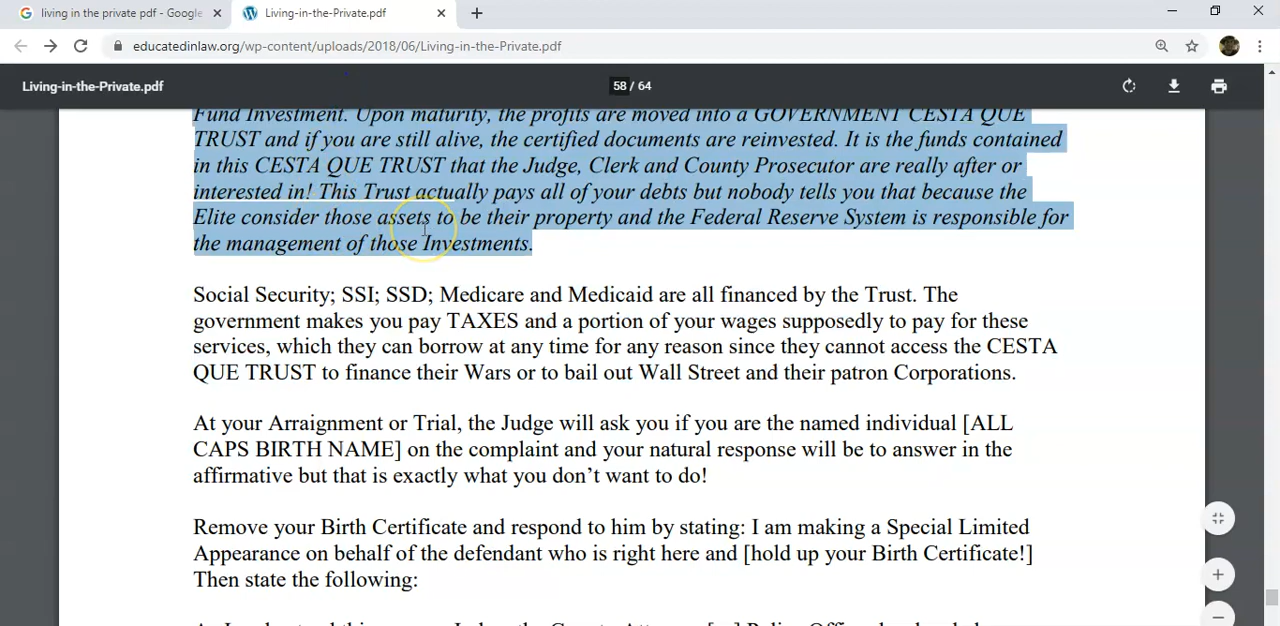 living in the private pdf - Google
Living-in-the-Private.pdf
educatedinlaw.org/wp-content/uploads/2018/06/Living-in-the-Private.pdf
Living-in-the-Private.pdf
58 / 64
Fund Investment. Upon maturity, the profits are moved into a GOVERNMENT CESTA QUE
TRUST and if you are still alive, the certified documents are reinvested. It is the funds contained
in this CESTA QUE TRUST that the Judge, Clerk and County Prosecutor are really after or
interested in! This Trust actually pays all of your debts but nobody tells you that because the
Elite consider those assets to be their property and the Federal Reserve System is responsible for
the management of those Investments.
Social Security; SSI; SSD; Medicare and Medicaid are all financed by the Trust. The
government makes you pay TAXES and a portion of your wages supposedly to pay for these
services, which they can borrow at any time for any reason since they cannot access the CESTA
QUE TRUST to finance their Wars or to bail out Wall Street and their patron Corporations.
At your Arraignment or Trial, the Judge will ask you if you are the named individual [ALL
CAPS BIRTH NAME] on the complaint and your natural response will be to answer in the
affirmative but that is exactly what you don’t want to do!
Remove your Birth Certificate and respond to him by stating: I am making a Special Limited
Appearance on behalf of the defendant who is right here and [hold up your Birth Certificate!]
Then state the following: